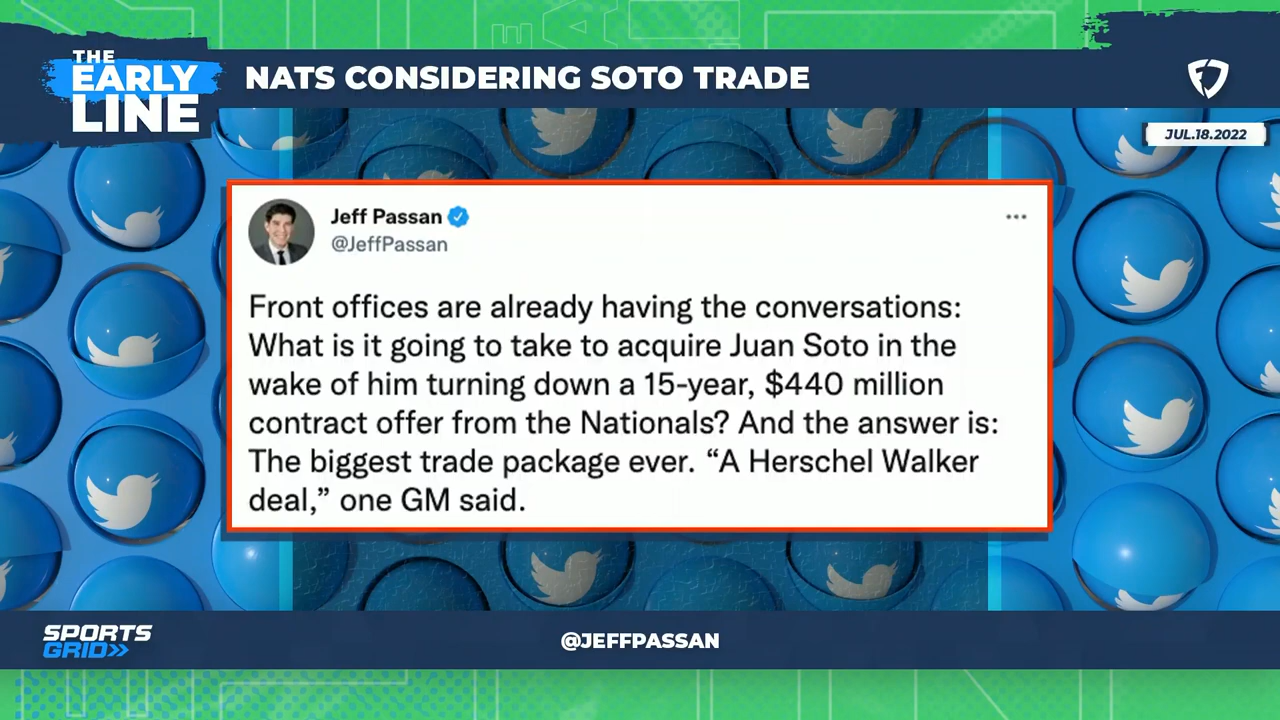 THE
EARLY
LINE
NATS CONSIDERING SOTO TRADE
JUL.18.2022
Jeff Passan
@JeffPassan
Front offices are already having the conversations:
What is it going to take to acquire Juan Soto in the
wake of him turning down a 15-year, $440 million
contract offer from the Nationals? And the answer is:
The biggest trade package ever. “A Herschel Walker
deal,” one GM said.
SPORTS
GRID
@JEFFPASSAN